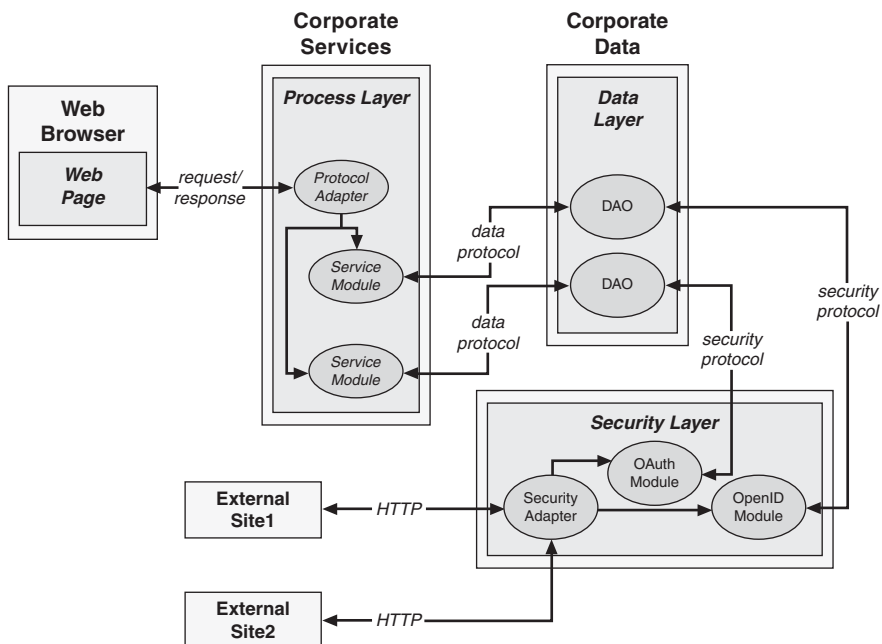 Corporate
Services
Corporate
Data
Web
Browser
Web
Page
request/
response
Process Layer
Protocol
Adapter
Service
Module
Service
Module
data
protocol
data
protocol
Data
Layer
DAO
DAO
security
protocol
security
protocol
Security Layer
OAuth
Module
Security
Adapter
OpenID
Module
External
Site1
HTTP
External
Site2
HTTP